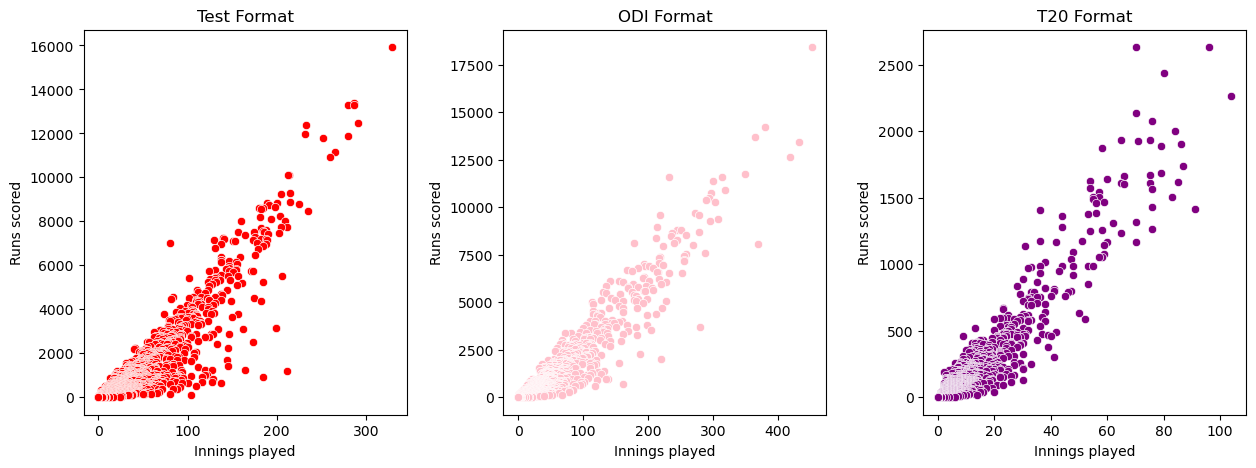 Test Format
16000
14000
12000
10000
8000
6000
4000
2000
0
Runs scored
0 100 200 300
Innings played
ODI Format
17500
15000
12500
10000
7500
5000
2500
0
Runs scored
0 100 200 300 400
Innings played
T20 Format
2500
2000
1500
1000
500
0
Runs scored
0 20 40 60 80 100
Innings played